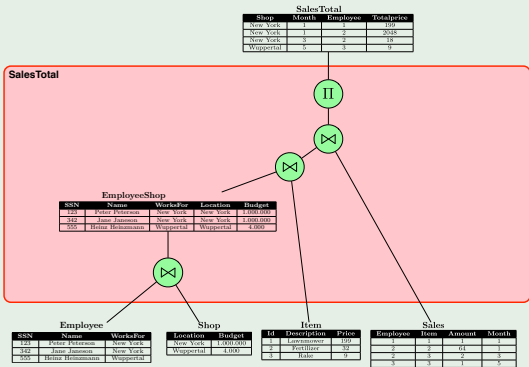 SalesTotal
Shop Month Employee Totalprice
New York 1 1 199
New York 1 2 2048
New York 3 2 18
Wuppertal 5 3 9
SalesTotal
Π
⋈
⋈
EmployeeShop
SSN Name WorksFor Location Budget
123 Peter Peterson New York New York 1.000.000
342 Jane Janeson New York New York 1.000.000
555 Heinz Heinzmann Wuppertal Wuppertal 4.000
⋈
Employee
SSN Name WorksFor
123 Peter Peterson New York
342 Jane Janeson New York
555 Heinz Heinzmann Wuppertal
Shop
Location Budget
New York 1.000.000
Wuppertal 4.000
Item
Id Description Price
1 Lawnmower 199
2 Fertilizer 32
3 Rake 9
Sales
Employee Item Amount Month
1 1 1 1
2 2 64 1
2 3 2 3
3 3 1 5